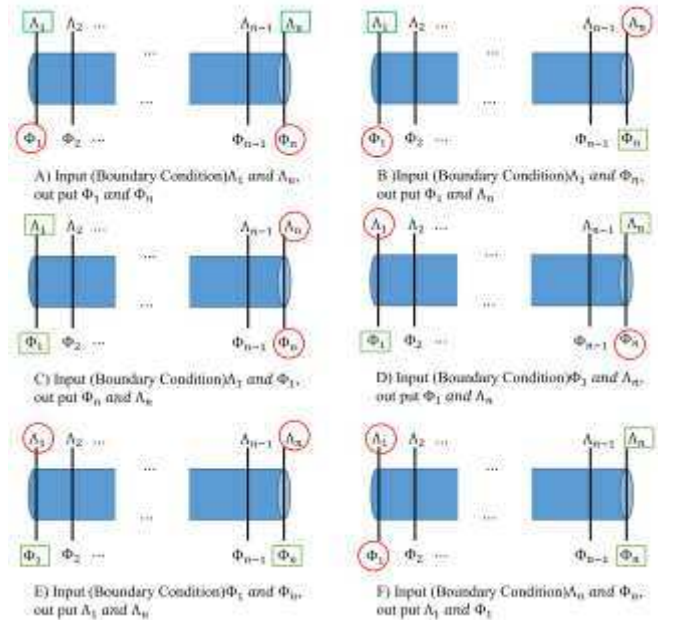 Λ₁ Λ₂ ... Λₙ₋₁ Λₙ
...
...
Φ₁ Φ₂ ... Φₙ₋₁ Φₙ
A) Input (Boundary Condition)Λ₁ and Λₙ,
out put Φ₁ and Φₙ
Λ₁ Λ₂ ... Λₙ₋₁ Λₙ
...
...
Φ₁ Φ₂ ... Φₙ₋₁ Φₙ
B )Input (Boundary Condition)Λ₁ and Φₙ,
out put Φ₁ and Λₙ
Λ₁ Λ₂ ... Λₙ₋₁ Λₙ
...
...
Φ₁ Φ₂ ... Φₙ₋₁ Φₙ
C) Input (Boundary Condition)Λ₁ and Φ₁,
out put Φₙ and Λₙ
Λ₁ Λ₂ ... Λₙ₋₁ Λₙ
...
...
Φ₁ Φ₂ ... Φₙ₋₁ Φₙ
D) Input (Boundary Condition)Φ₁ and Λₙ,
out put Φ₁ and Λₙ
Λ₁ Λ₂ ... Λₙ₋₁ Λₙ
...
...
Φ₁ Φ₂ ... Φₙ₋₁ Φₙ
E) Input (Boundary Condition)Φ₁ and Φₙ,
out put Λ₁ and Λₙ
Λ₁ Λ₂ ... Λₙ₋₁ Λₙ
...
...
Φ₁ Φ₂ ... Φₙ₋₁ Φₙ
F) Input (Boundary Condition)Λₙ and Φₙ,
out put Λ₁ and Φ₁